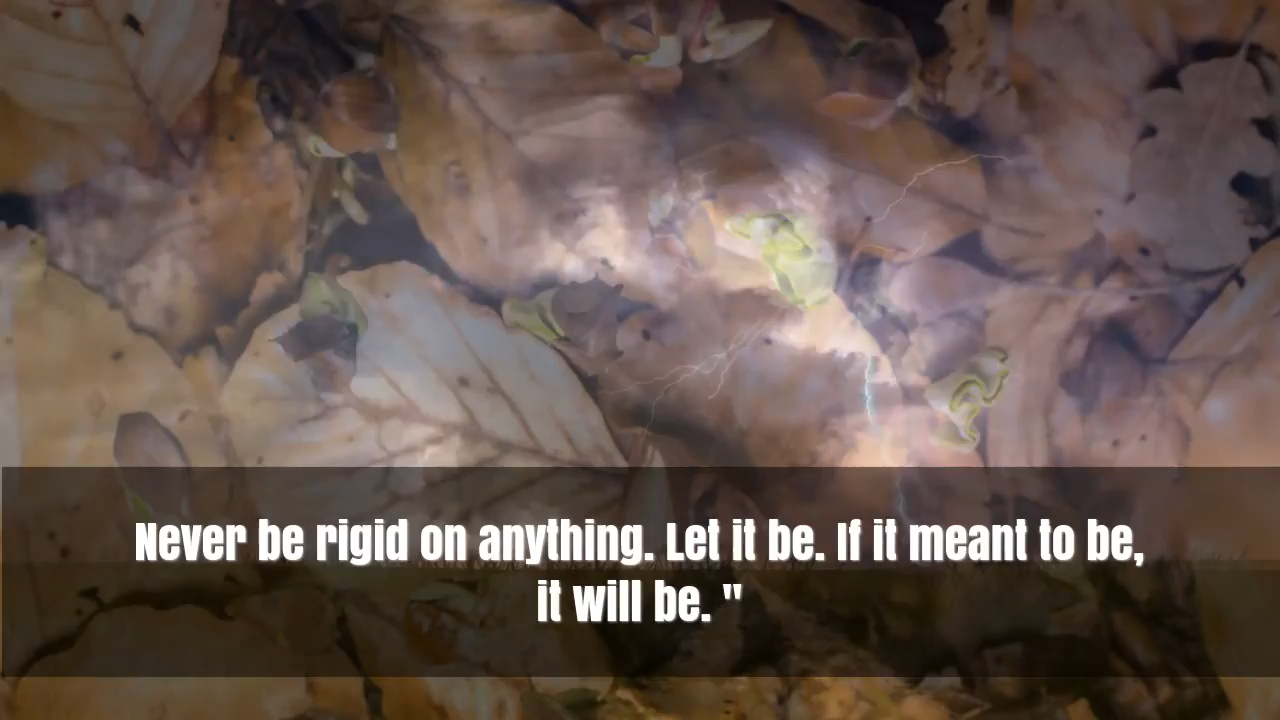 Never be rigid on anything. Let it be. If it meant to be,
it will be. "